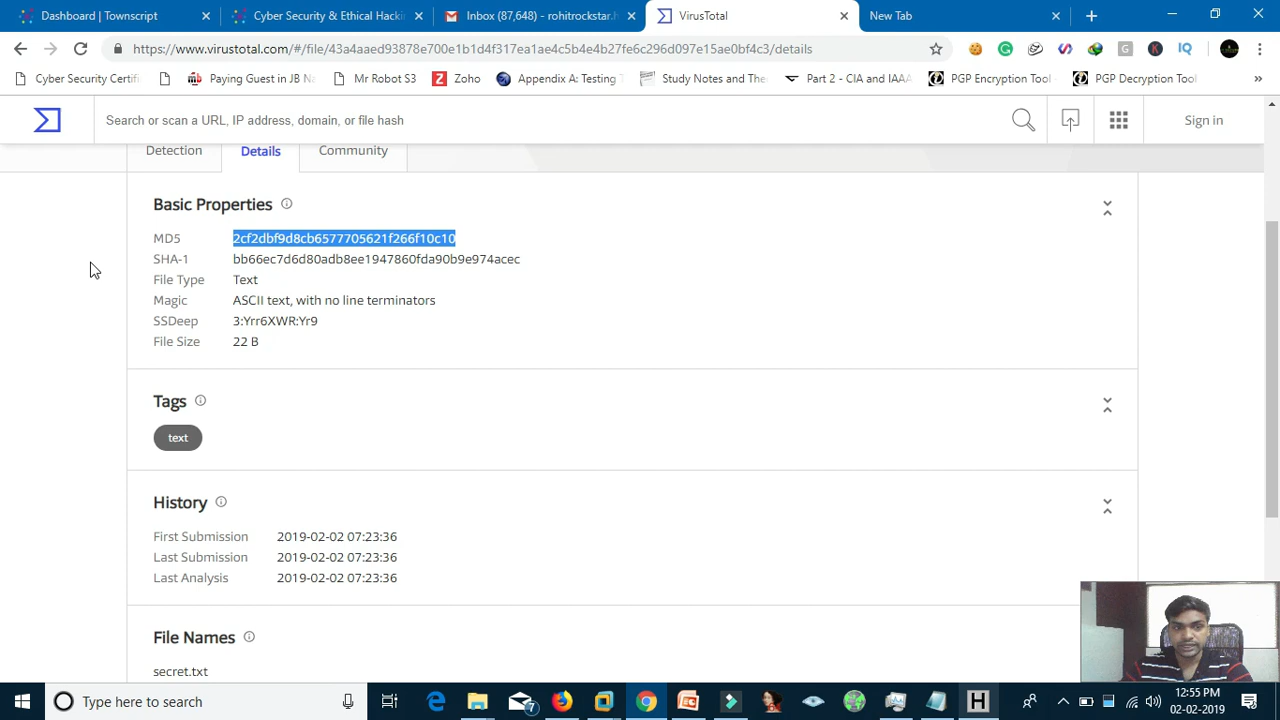 Dashboard | Townscript
Cyber Security & Ethical Hackin
Inbox (87,648) - rohitrockstar.h
VirusTotal
New Tab
https://www.virustotal.com/#/file/43a4aaed93878e700e1b1d4f317ea1ae4c5b4e4b27fe6c296d097e15ae0bf4c3/details
Cyber Security Certifi
Paying Guest in JB Na
Mr Robot S3
Zoho
Appendix A: Testing T
Study Notes and The
Part 2 - CIA and IAAA
PGP Encryption Tool -
PGP Decryption Tool
Search or scan a URL, IP address, domain, or file hash
Sign in
Detection
Details
Community
Basic Properties
MD5 2cf2dbf9d8cb6577705621f266f10c10
SHA-1 bb66ec7d6d80adb8ee1947860fda90b9e974acec
File Type Text
Magic ASCII text, with no line terminators
SSDeep 3:Yrr6XWR:Yr9
File Size 22 B
Tags
text
History
First Submission 2019-02-02 07:23:36
Last Submission 2019-02-02 07:23:36
Last Analysis 2019-02-02 07:23:36
File Names
secret.txt
Type here to search
12:55 PM
02-02-2019